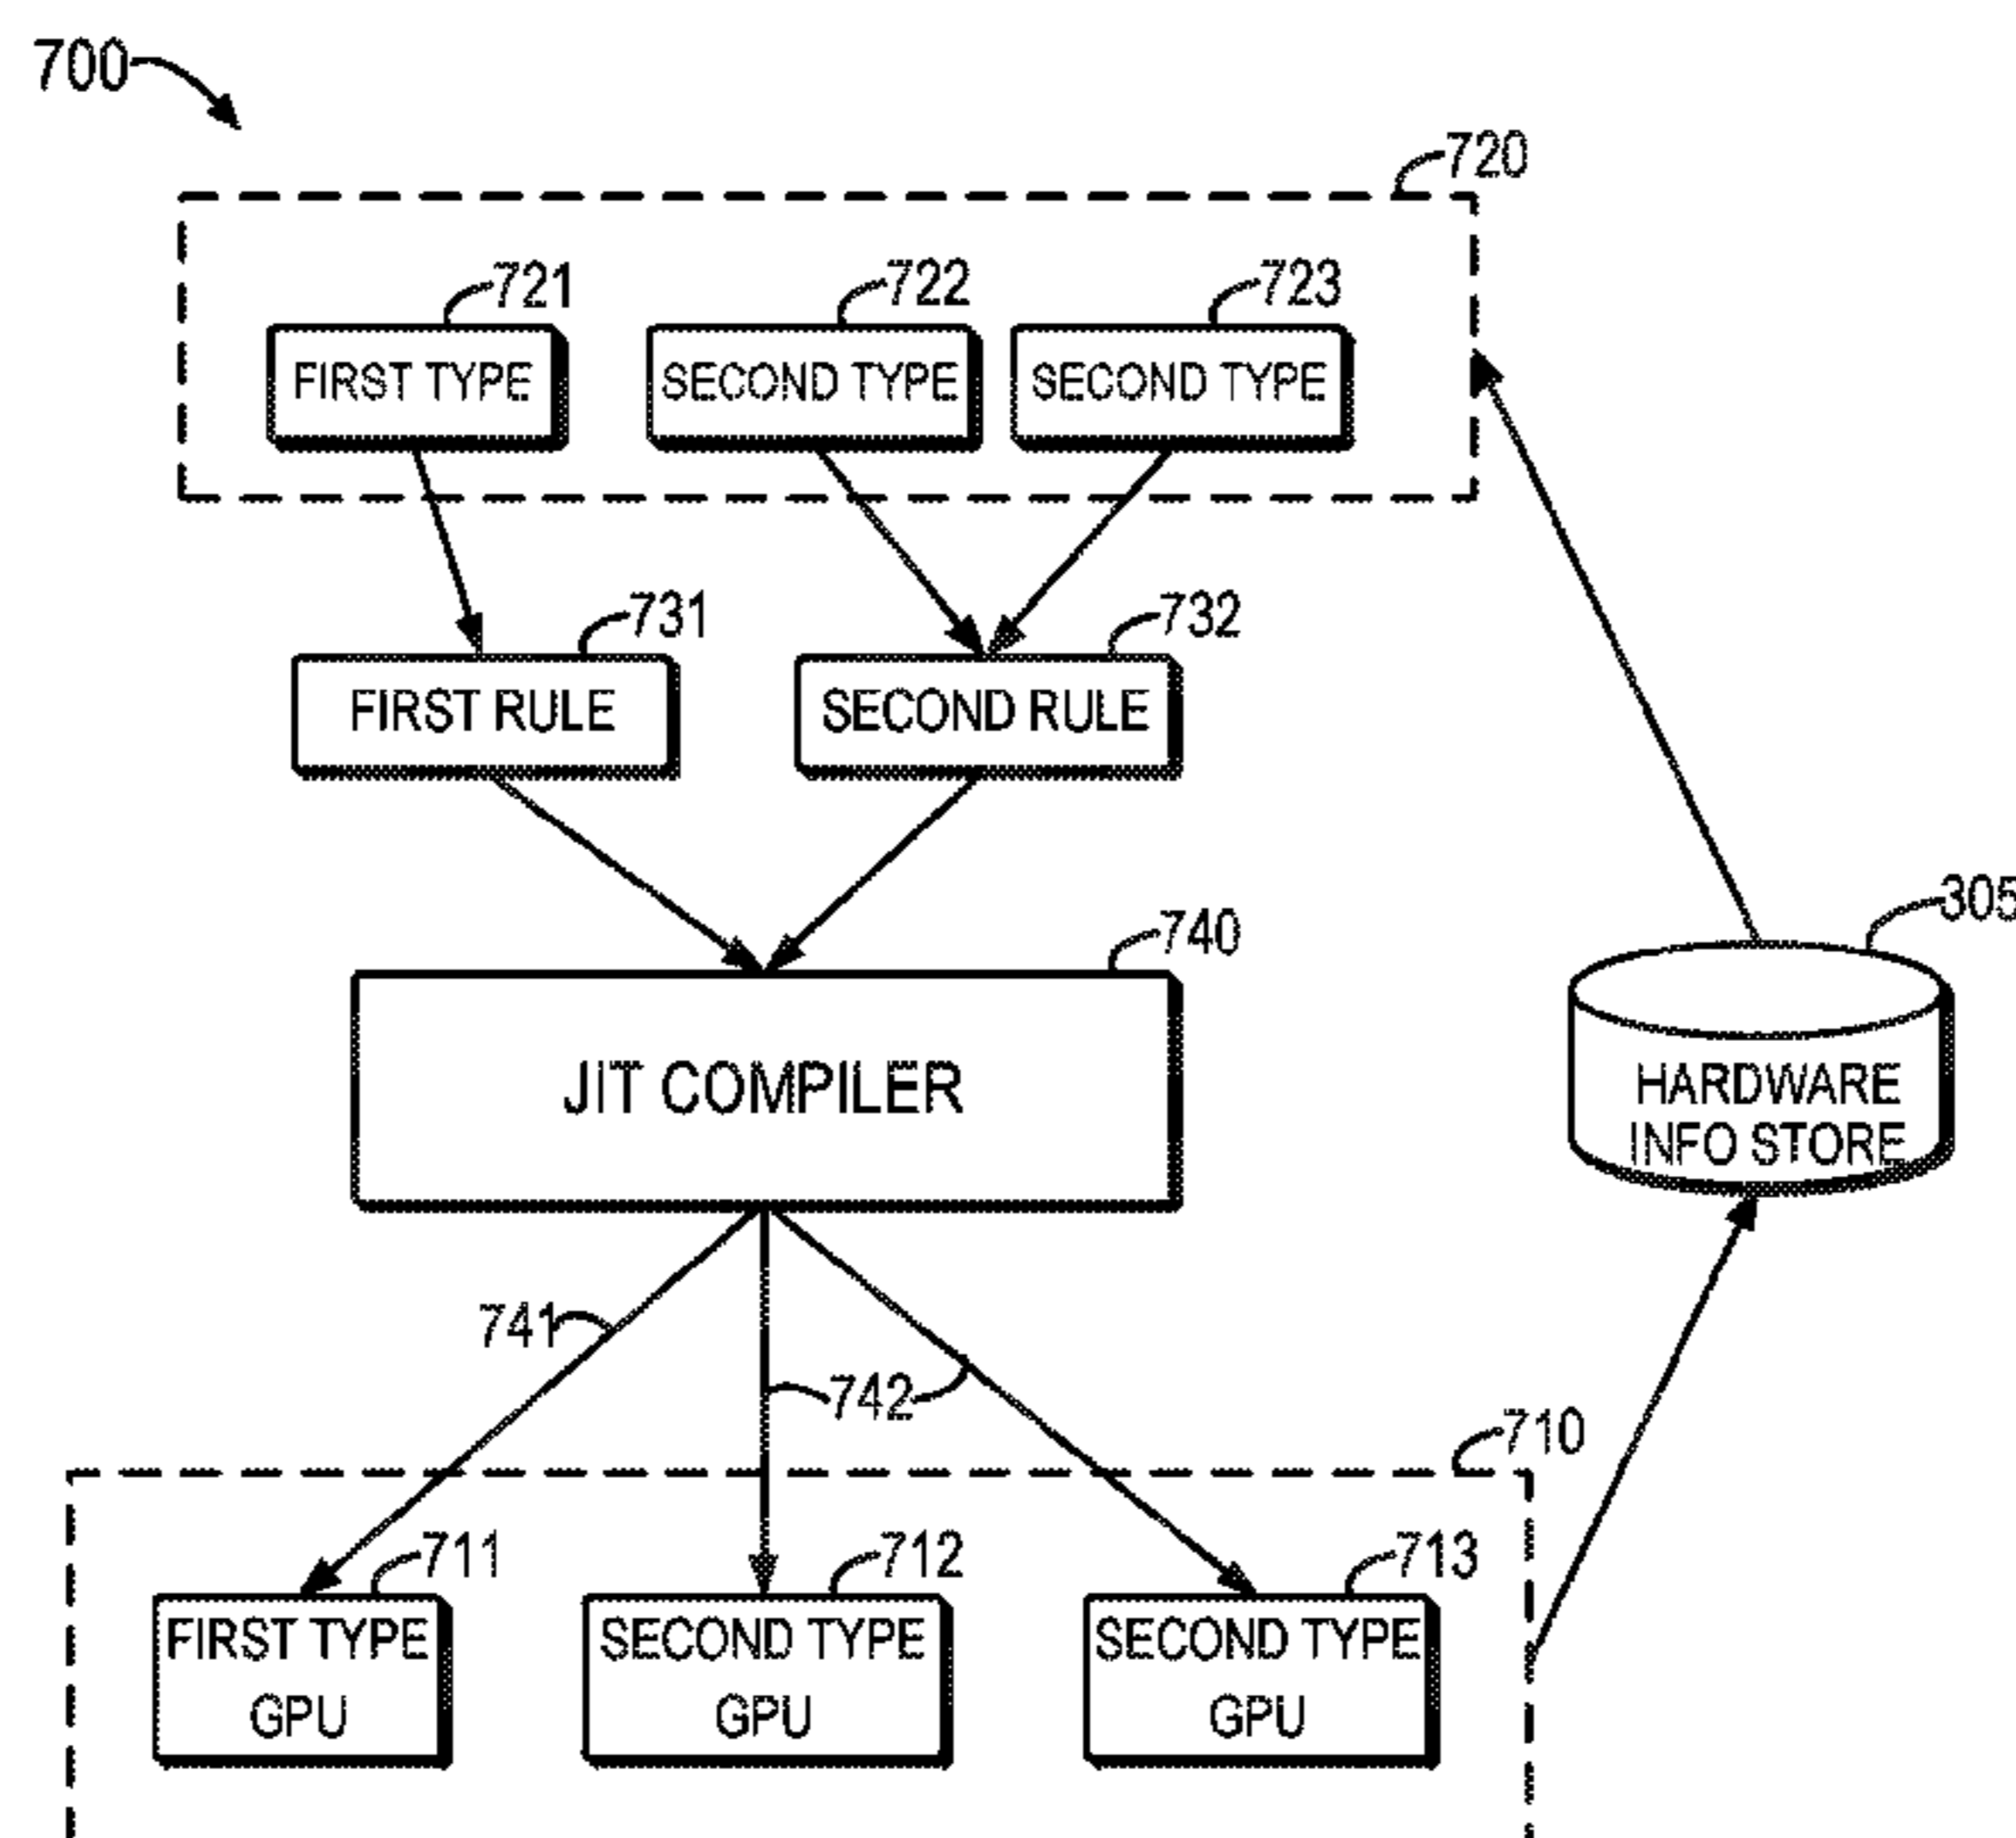 700
720
721
722
723
FIRST TYPE
SECOND TYPE
SECOND TYPE
731
732
FIRST RULE
SECOND RULE
740
305
JIT COMPILER
HARDWARE
INFO STORE
741
742
710
711
712
713
FIRST TYPE
GPU
SECOND TYPE
GPU
SECOND TYPE
GPU